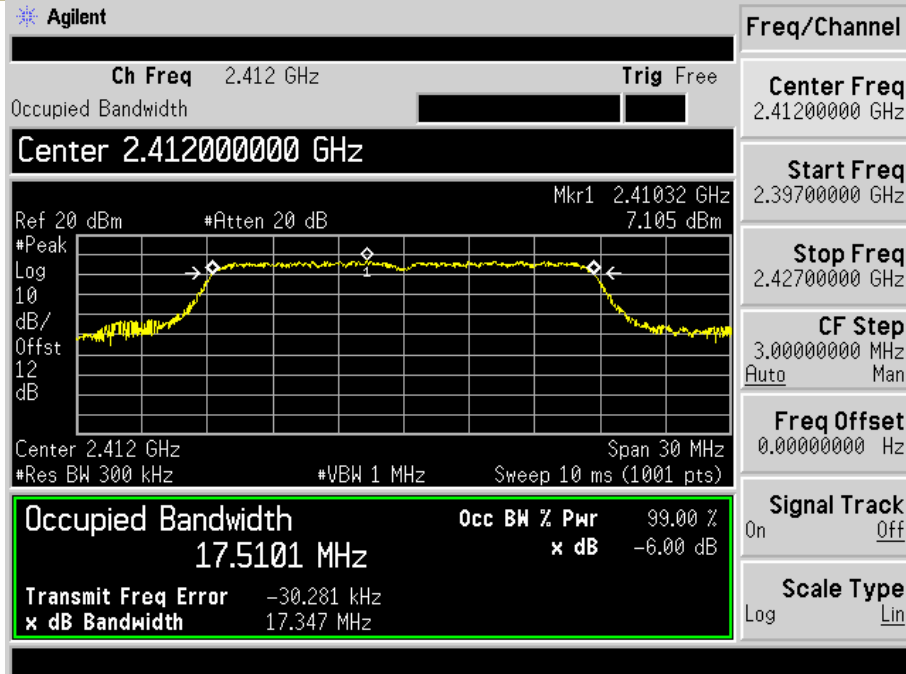 Agilent
Freq/Channel
Ch Freq 2.412 GHz Trig Free
Occupied Bandwidth
Center 2.412000000 GHz
Mkr1 2.41032 GHz
Ref 20 dBm #Atten 20 dB 7.105 dBm
#Peak
Log
10
dB/
Offst
12
dB
1
Center 2.412 GHz Span 30 MHz
#Res BW 300 kHz #VBW 1 MHz Sweep 10 ms (1001 pts)
Occupied Bandwidth Occ BW % Pwr 99.00 %
17.5101 MHz x dB -6.00 dB
Transmit Freq Error -30.281 kHz
x dB Bandwidth 17.347 MHz
Center Freq
2.41200000 GHz
Start Freq
2.39700000 GHz
Stop Freq
2.42700000 GHz
CF Step
3.00000000 MHz
Auto Man
Freq Offset
0.00000000 Hz
Signal Track
On Off
Scale Type
Log Lin